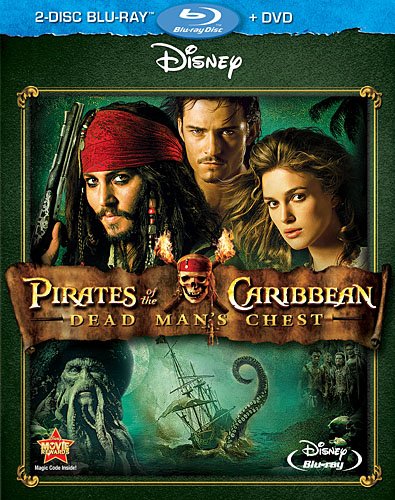 2-DISC BLU-RAY™
Blu-ray Disc
+ DVD
Disney
PIRATES of the CARIBBEAN
DEAD MAN'S CHEST
MOVIE
REWARDS
Magic Code Inside!
Disney
Blu-ray